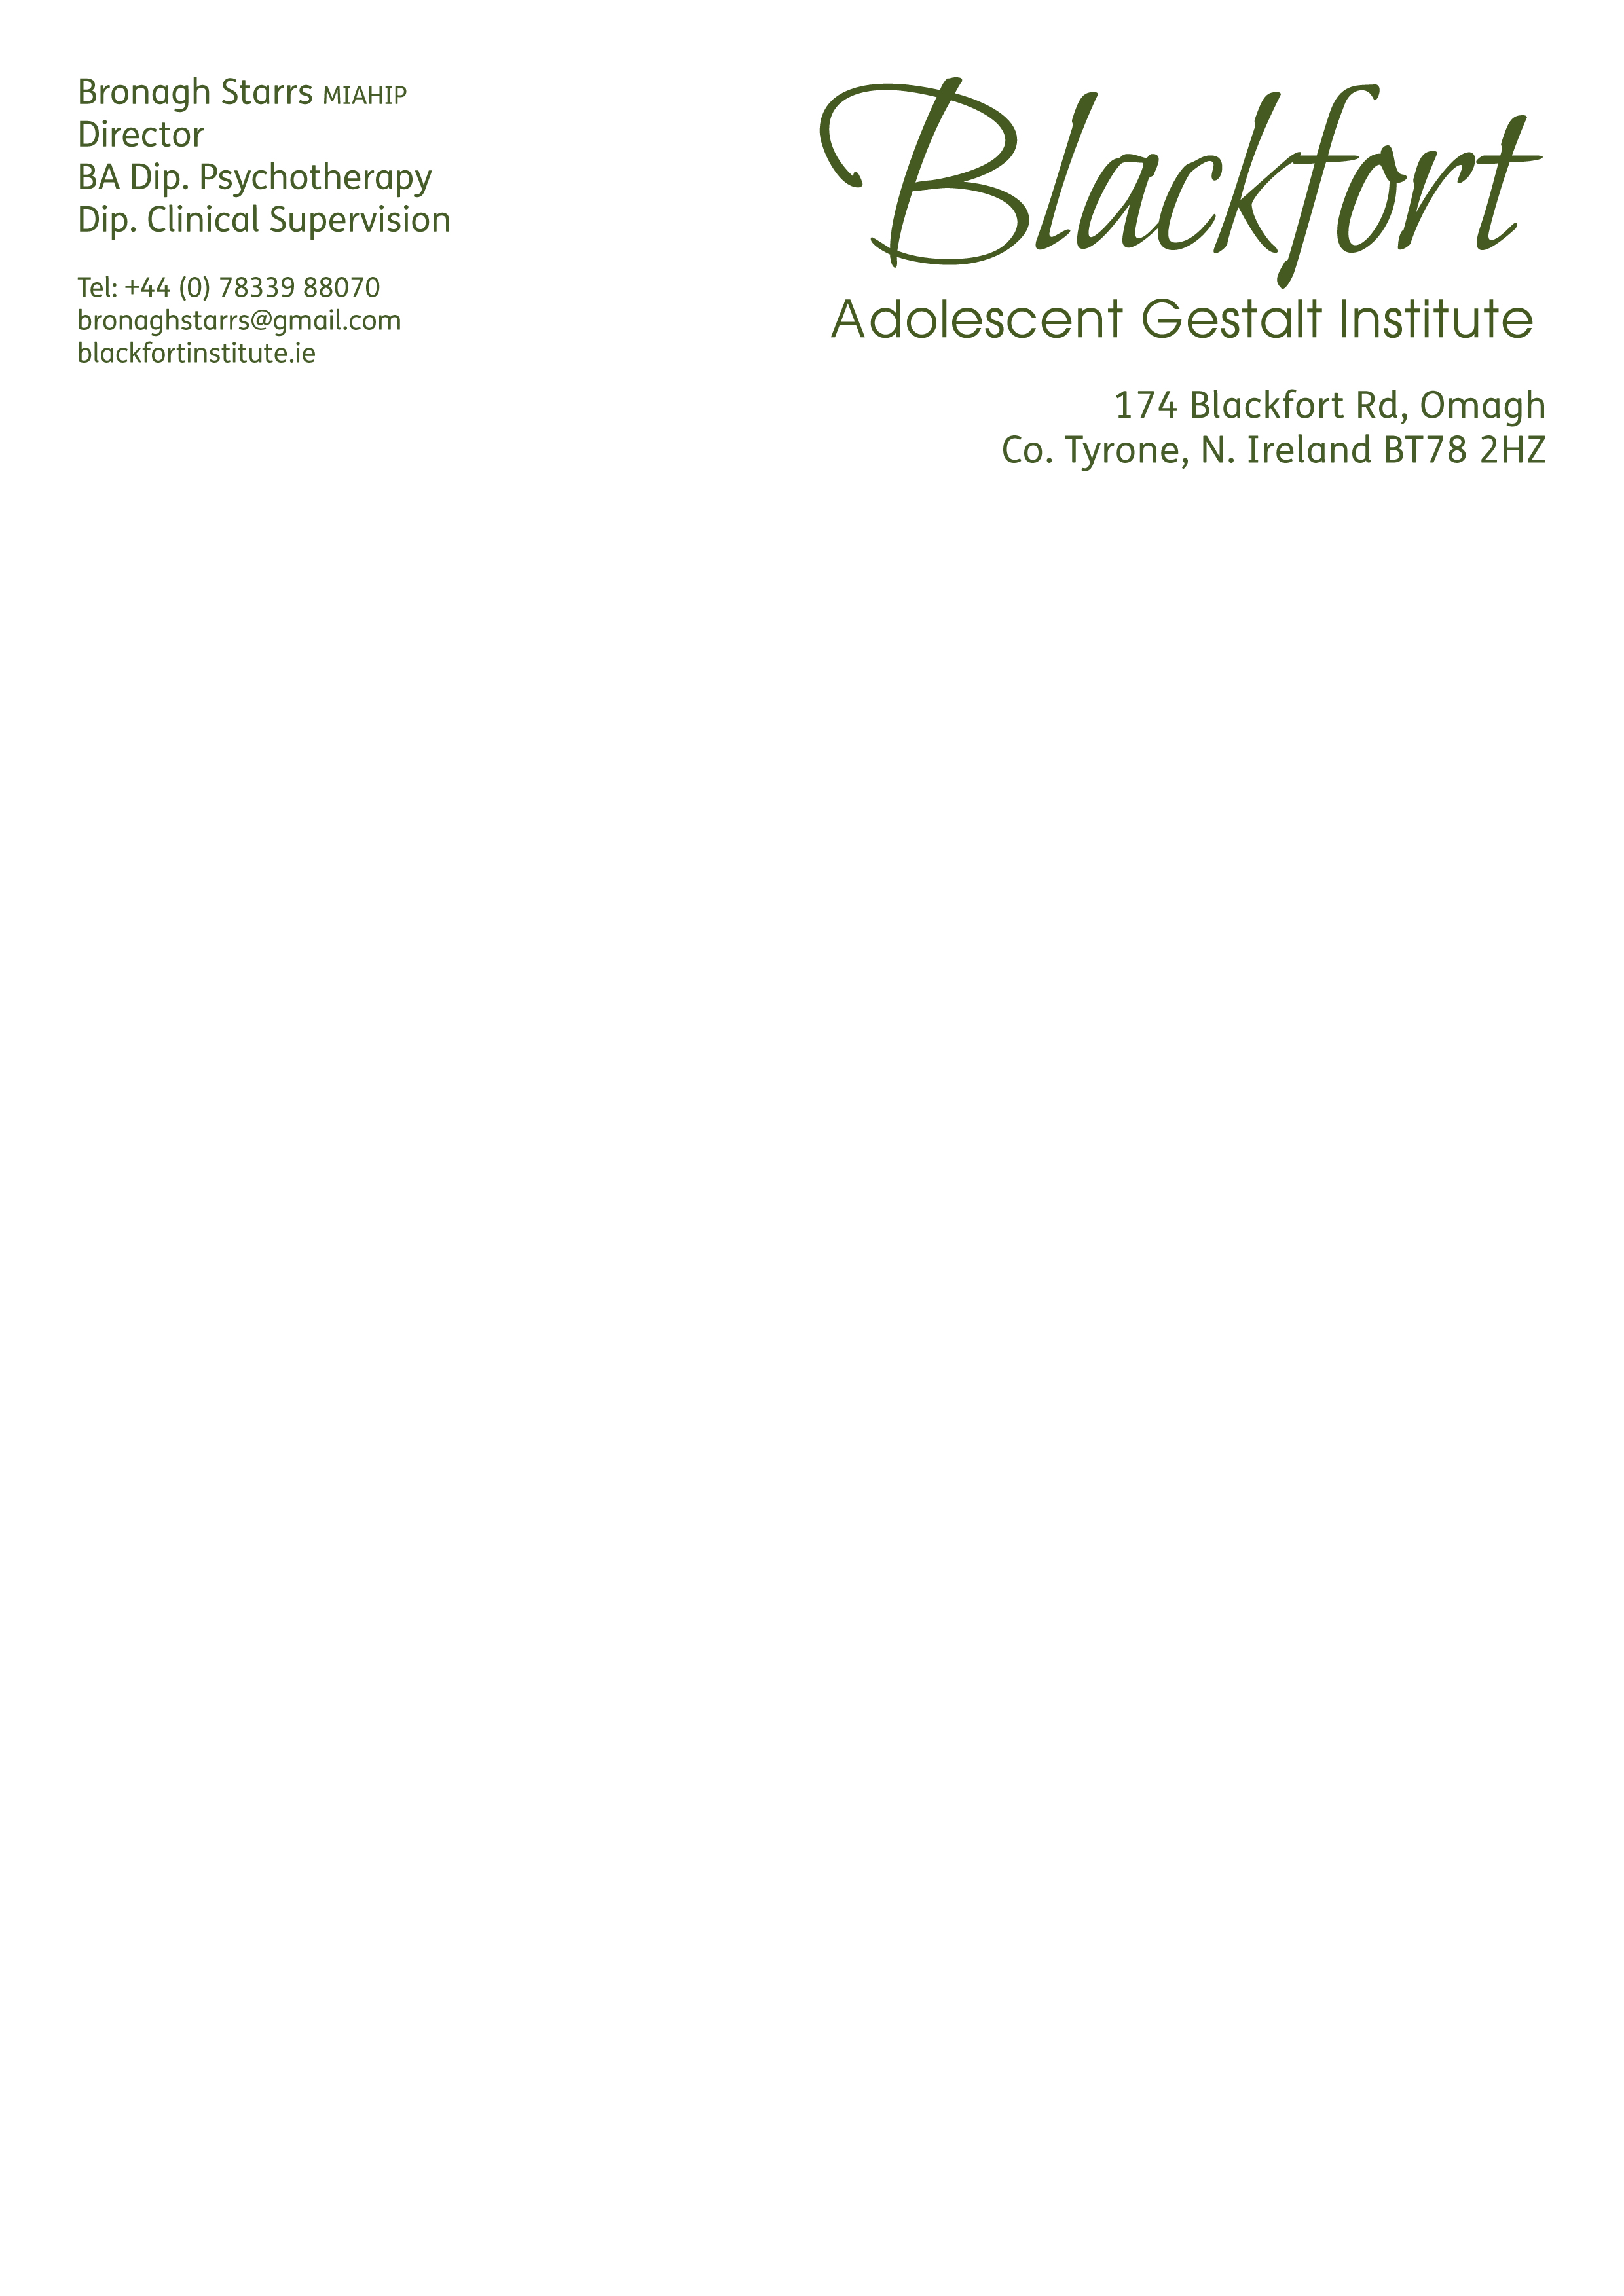 Bronagh Starrs MIAHIP
Director
BA Dip. Psychotherapy
Dip. Clinical Supervision
Tel: +44 (0) 78339 88070
bronaghstarrs@gmail.com
blackfortinstitute.ie
Blackfort
Adolescent Gestalt Institute
174 Blackfort Rd, Omagh
Co. Tyrone, N. Ireland BT78 2HZ